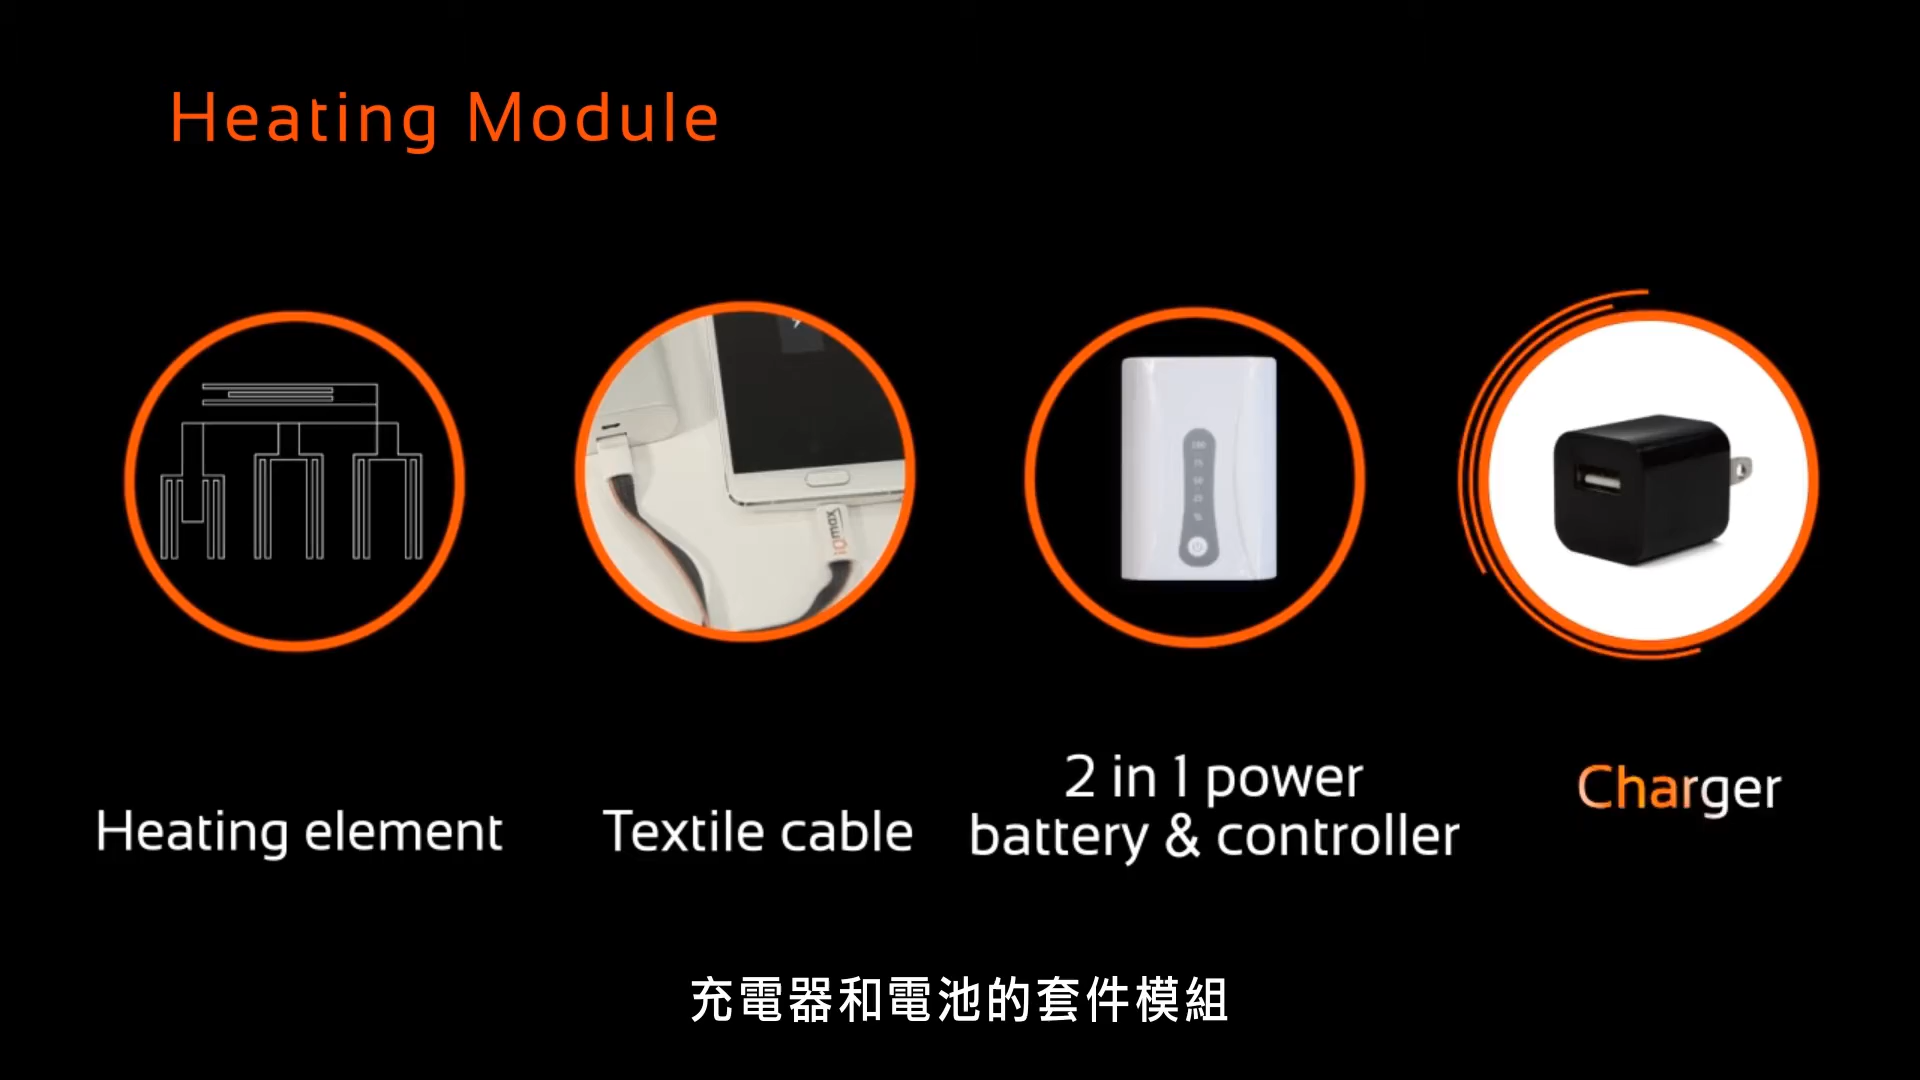 Heating Module
Heating element
Textile cable
2 in 1 power
battery & controller
Charger
充電器和電池的套件模組